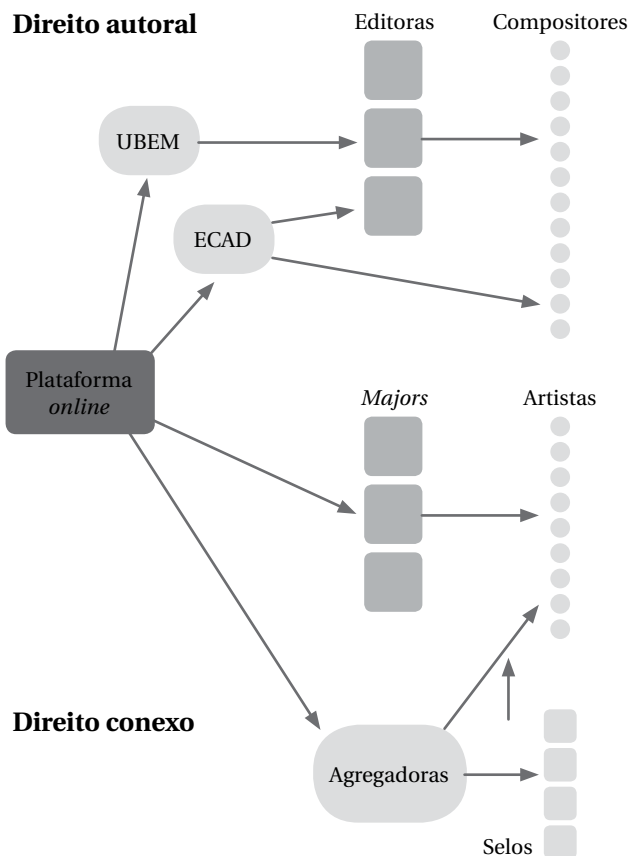 Direito autoral
Editoras
Compositores
UBEM
ECAD
Plataforma
online
Majors
Artistas
Direito conexo
Agregadoras
Selos